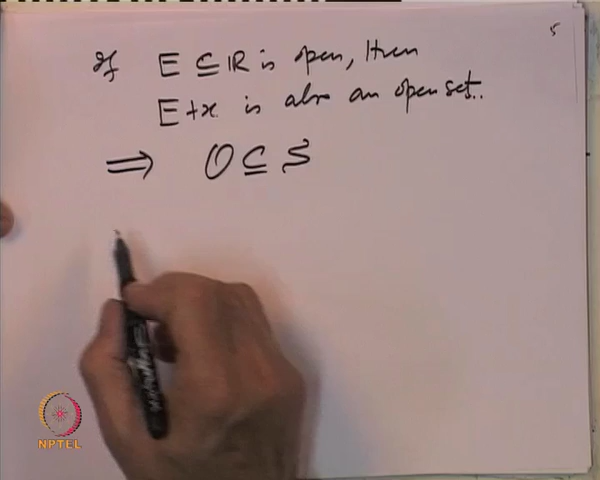 5
If E ⊆ ℝ is open, then
E + x is also an open set..
⟹ O ⊆ S
NPTEL